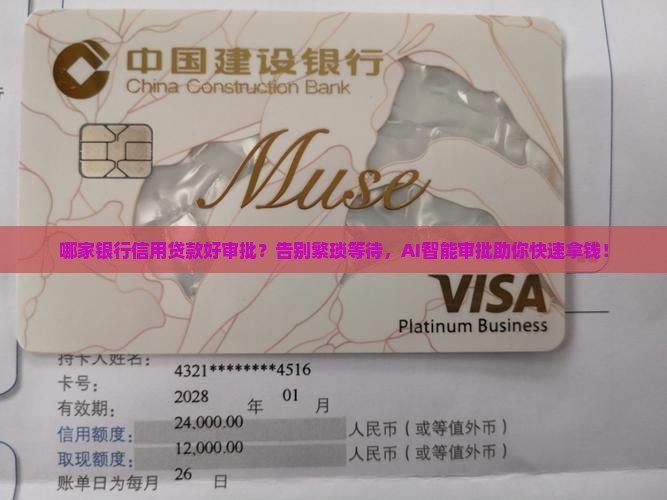 中国建设银行
China Construction Bank
Muse
哪家银行信用贷款好审批？告别繁琐等待，AI智能审批助你快速拿钱！
VISA
Platinum Business
持卡人姓名：
卡号： 4321********4516
有效期： 2028 年 01 月
信用额度： 24,000.00 人民币（或等值外币）
取现额度： 12,000.00 人民币（或等值外币）
账单日为每月 26 日